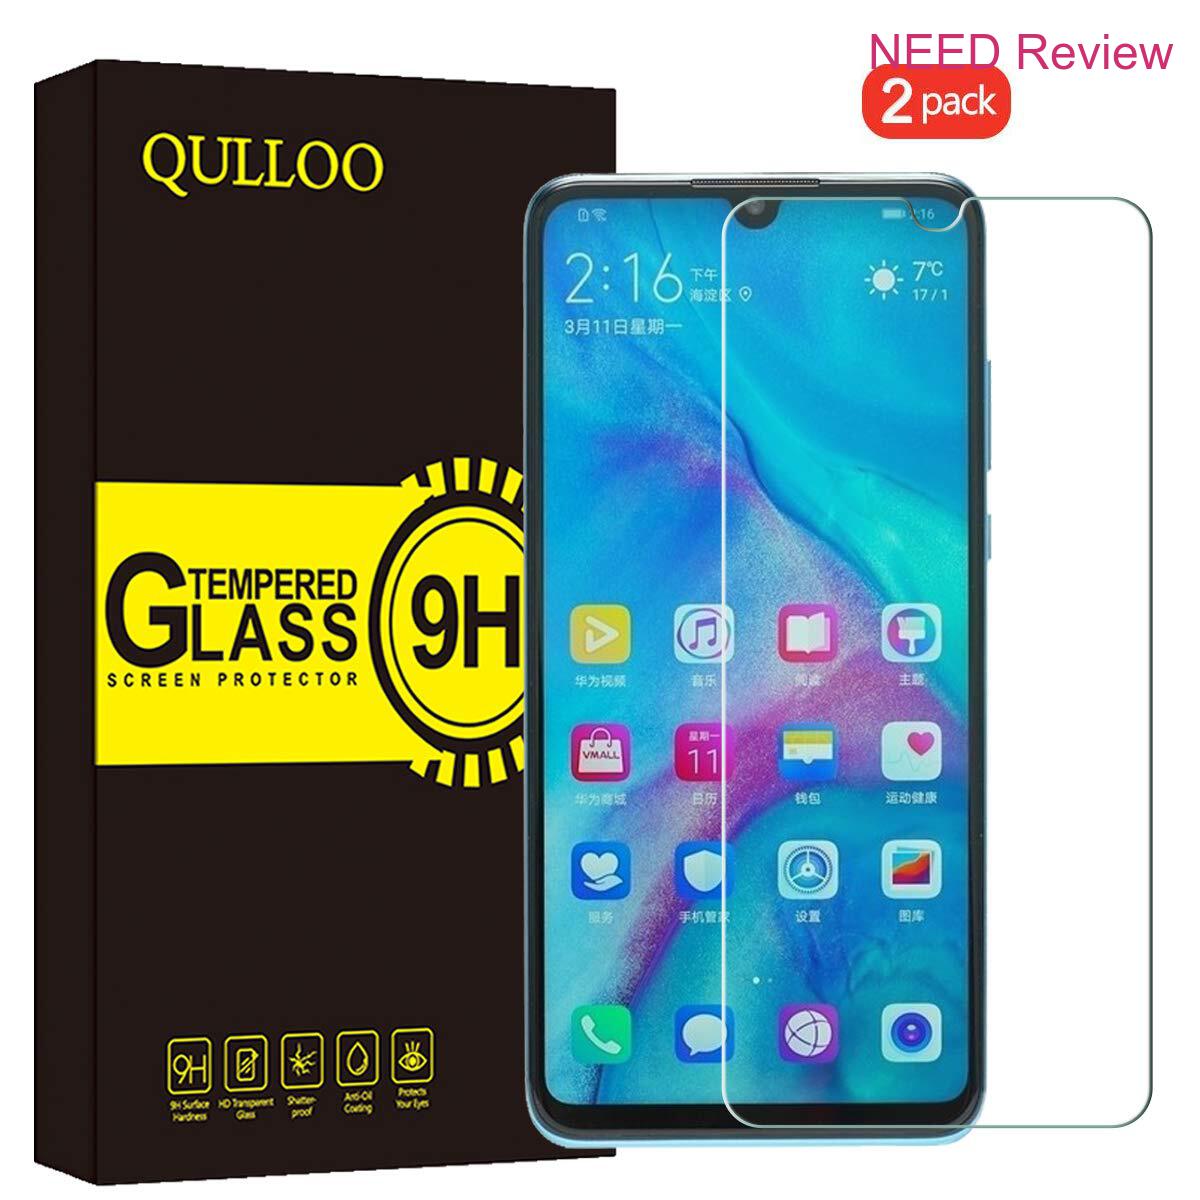 NEED Review
2 pack
QULLOO
2:16
下午
海淀区
3月11日星期一
2:16
7℃
17/1
TEMPERED
GLASS
SCREEN PROTECTOR
9H
华为视频
音乐
阅读
主题
VMALL
星期一
11
华为商城
日历
钱包
运动健康
服务
手机管家
设置
图库
9H
9H Surface
Hardness
HD Transparent
Glass
Shatter-
proof
Anti-Oil
Coating
Protects
Your Eyes